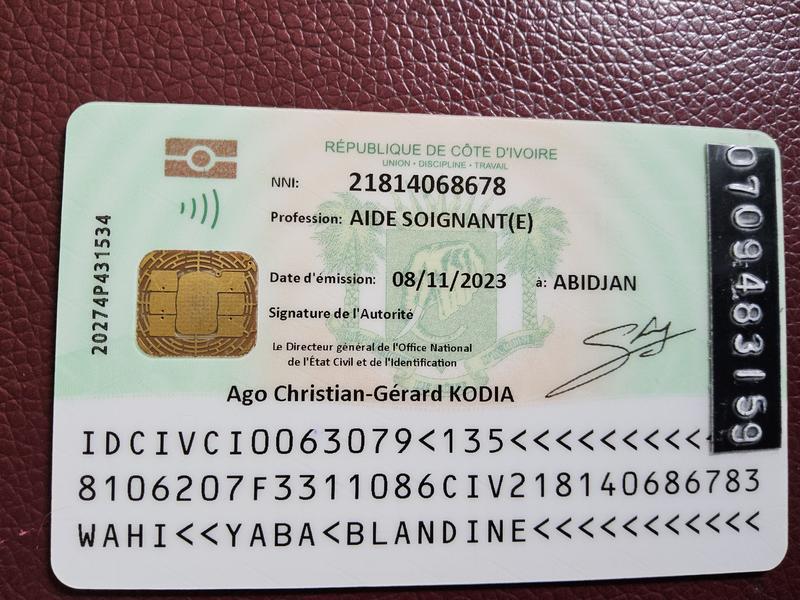 RÉPUBLIQUE DE CÔTE D'IVOIRE
UNION • DISCIPLINE • TRAVAIL
NNI: 21814068678
Profession: AIDE SOIGNANT(E)
Date d'émission: 08/11/2023 à: ABIDJAN
Signature de l'Autorité
Le Directeur général de l'Office National
de l'État Civil et de l'Identification
Ago Christian-Gérard KODIA
20274P431534
0709483159
IDCIVCI0063079<135<<<<<<<<<<
8106207F3311086CIV218140686783
WAHI<<YABA<BLANDINE<<<<<<<<<<<